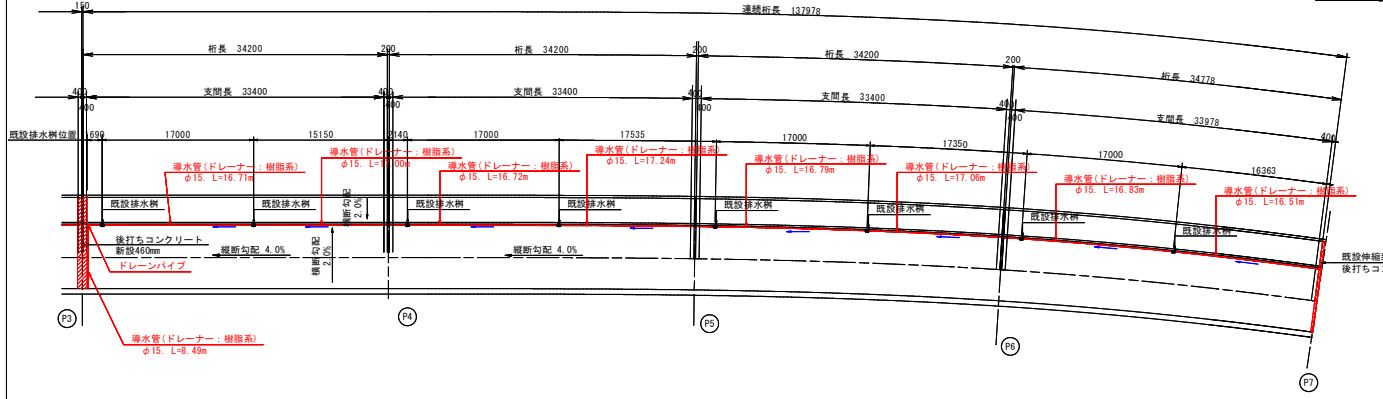 150
連続桁長 137978
桁長 34200
200
桁長 34200
200
桁長 34200
200
桁長 34778
400
400
支間長 33400
400
400
支間長 33400
400
400
支間長 33400
400
400
支間長 33978
400
既設排水桝位置
690
17000
15150
2140
17000
17535
17000
17350
17000
16363
導水管(ドレーナー：樹脂系)
φ15. L=16.71m
導水管(ドレーナー：樹脂系)
導水管(ドレーナー：樹脂系)
φ15. L=16.72m
導水管(ドレーナー：樹脂系)
φ15. L=17.24m
導水管(ドレーナー：樹脂系)
φ15. L=16.79m
導水管(ドレーナー：樹脂系)
φ15. L=17.06m
導水管(ドレーナー：樹脂系)
φ15. L=16.83m
導水管(ドレーナー：樹脂系)
φ15. L=16.51m
既設排水桝
既設排水桝
既設排水桝
既設排水桝
既設排水桝
既設排水桝
既設排水桝
既設排水桝
横断勾配
2.0%
横断勾配
2.0%
後打ちコンクリート
新設460mm
ドレーンパイプ
縦断勾配 4.0%
縦断勾配 4.0%
既設伸縮
後打ちコン
P3
P4
P5
P6
P7
導水管(ドレーナー：樹脂系)
φ15. L=8.49m